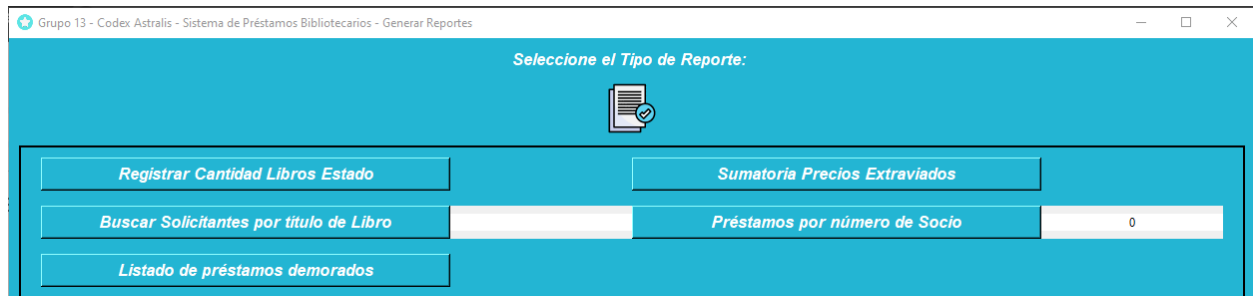 Grupo 13 - Codex Astralis - Sistema de Préstamos Bibliotecarios - Generar Reportes
Seleccione el Tipo de Reporte:
Registrar Cantidad Libros Estado
Sumatoria Precios Extraviados
Buscar Solicitantes por titulo de Libro
Préstamos por número de Socio
0
Listado de préstamos demorados